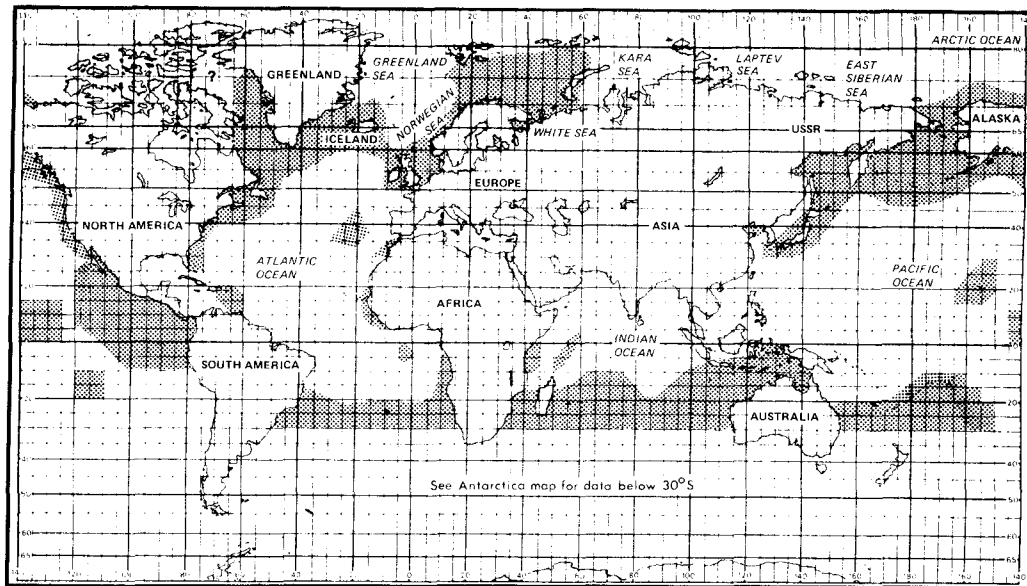 ARCTIC OCEAN
GREENLAND SEA
KARA SEA
LAPTEV SEA
EAST SIBERIAN SEA
?
GREENLAND
NORWEGIAN SEA
ICELAND
WHITE SEA
USSR
ALASKA
EUROPE
NORTH AMERICA
ASIA
ATLANTIC OCEAN
PACIFIC OCEAN
AFRICA
INDIAN OCEAN
SOUTH AMERICA
AUSTRALIA
See Antarctica map for data below 30°S